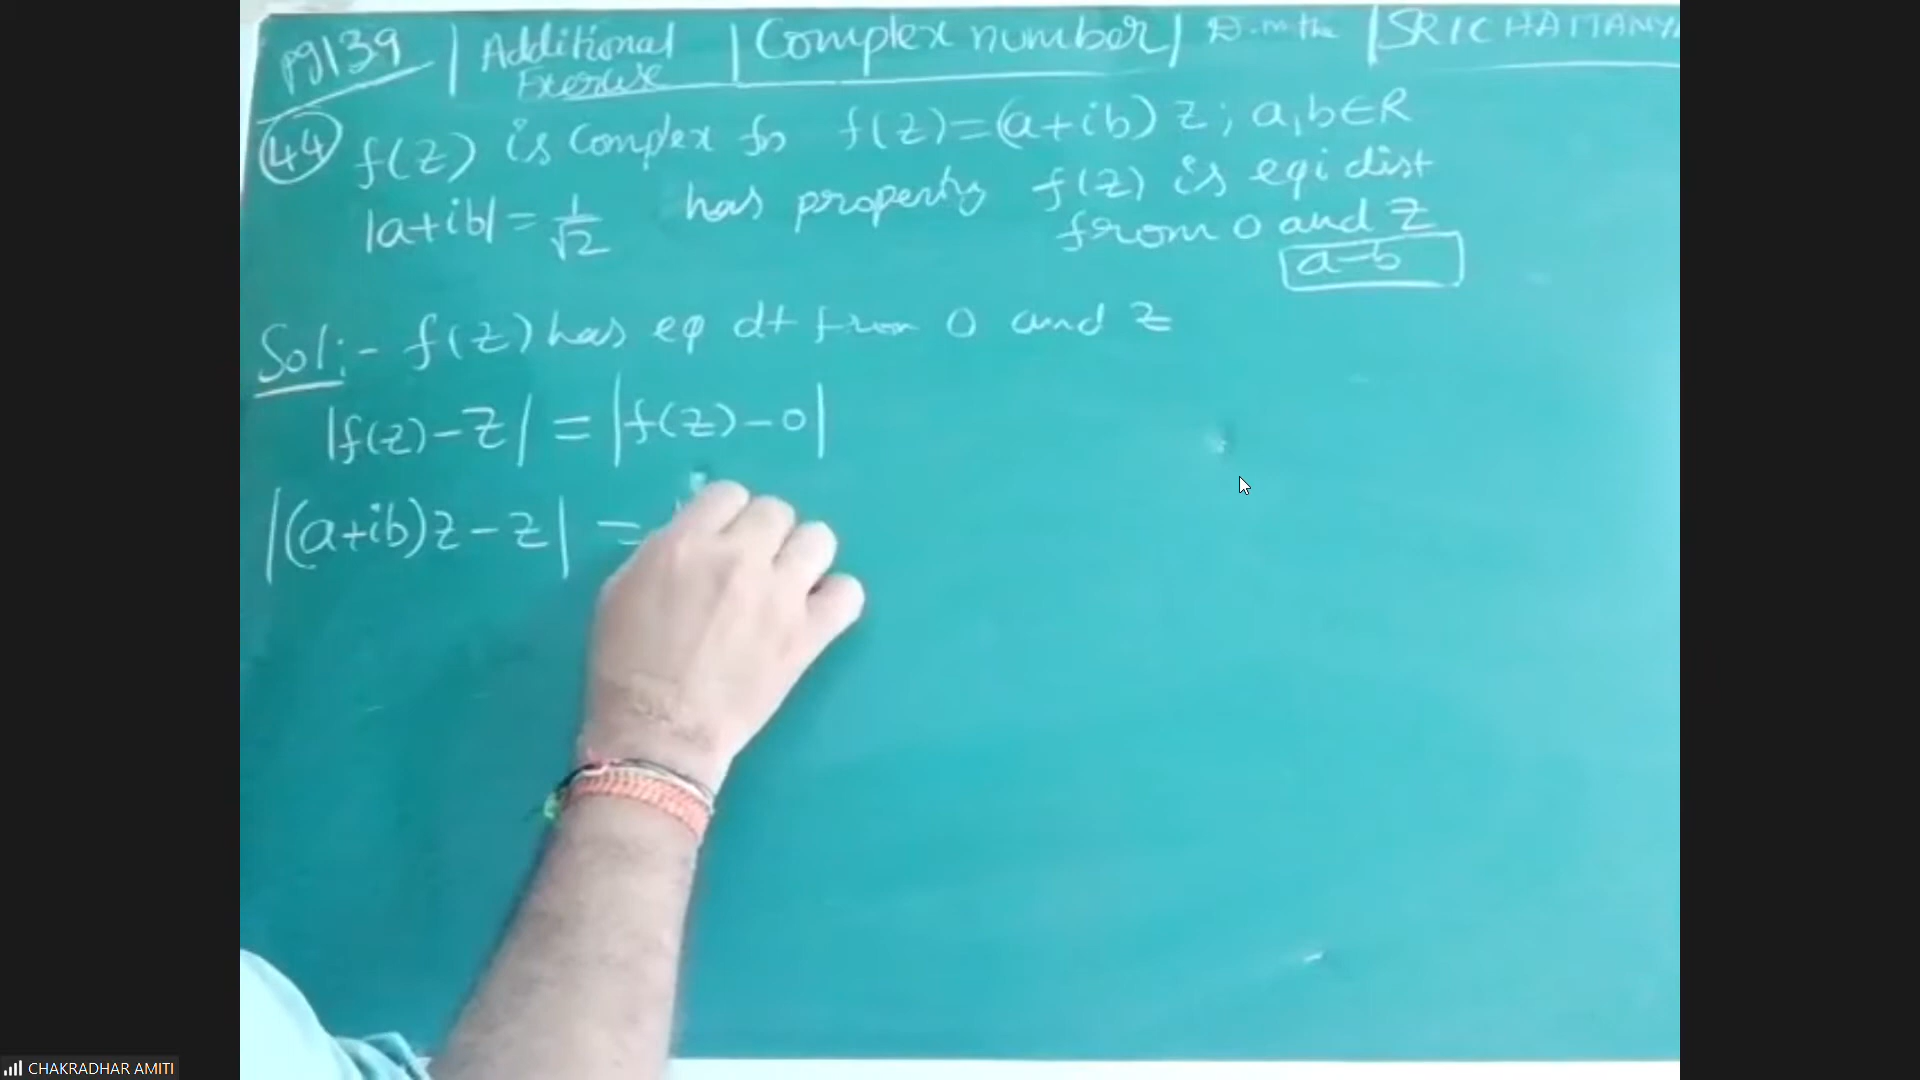 pg139 | Additional Exercise | Complex number | D.m the | SRICHAITANYA
44 f(z) is complex fn f(z)=(a+ib) z; a,b∈R
|a+ib| = 1/√2 has property f(z) is eqi dist
from 0 and z
a-b
Sol:- f(z) has eq dt from 0 and z
|f(z)-z| = |f(z)-0|
|(a+ib)z-z| =
CHAKRADHAR AMITI